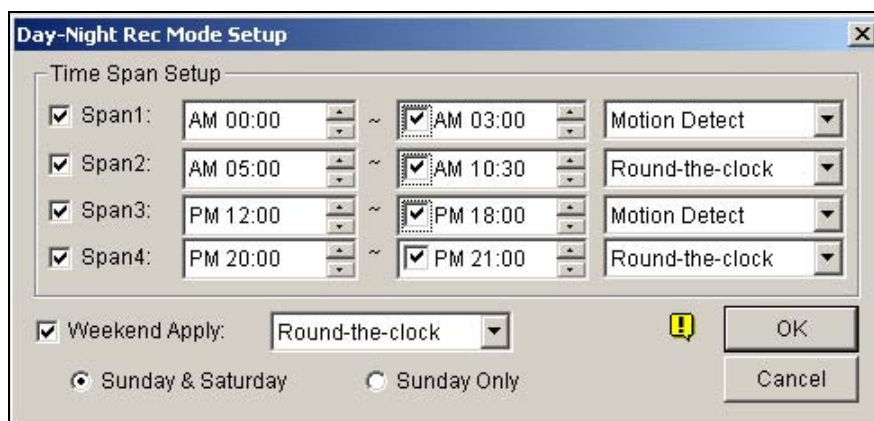 Day-Night Rec Mode Setup
Time Span Setup
Span1: AM 00:00 ~ AM 03:00 Motion Detect
Span2: AM 05:00 ~ AM 10:30 Round-the-clock
Span3: PM 12:00 ~ PM 18:00 Motion Detect
Span4: PM 20:00 ~ PM 21:00 Round-the-clock
Weekend Apply: Round-the-clock ! OK
Sunday & Saturday Sunday Only Cancel